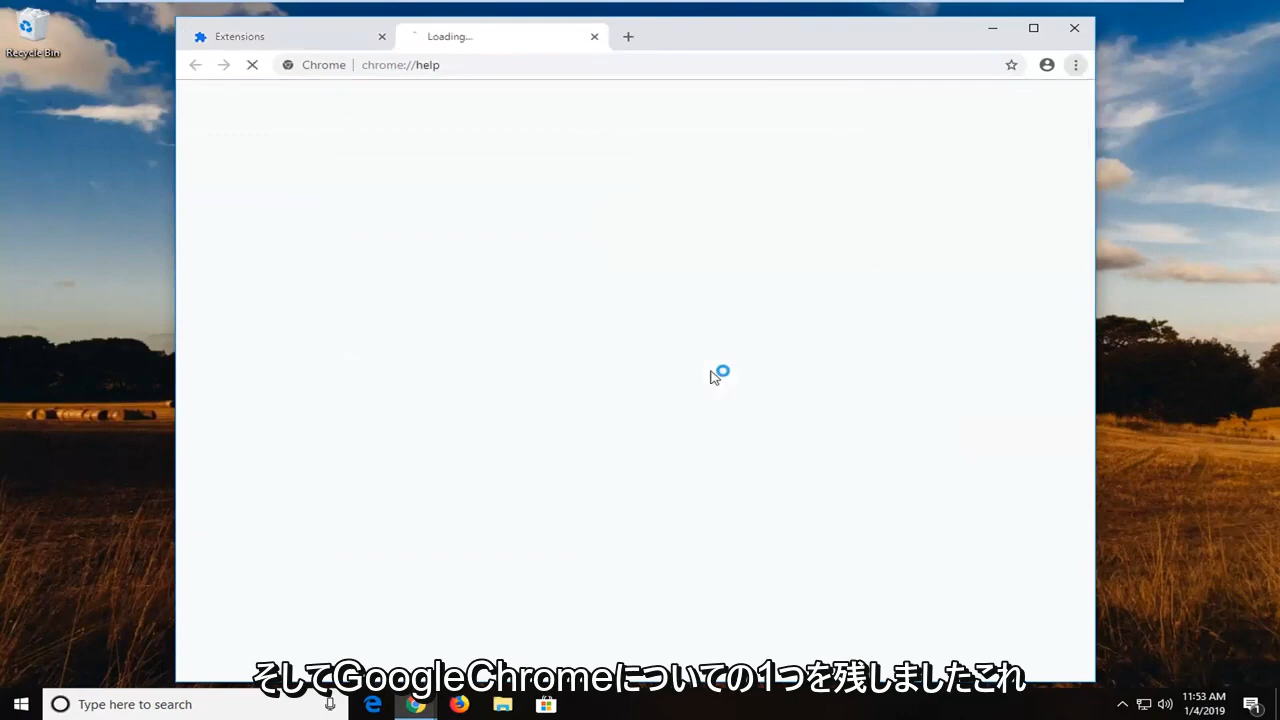 Recycle Bin
Extensions
Loading...
Chrome | chrome://help
そしてGoogleChromeについての1つを残しましたこれ
Type here to search
11:53 AM
1/4/2019
1